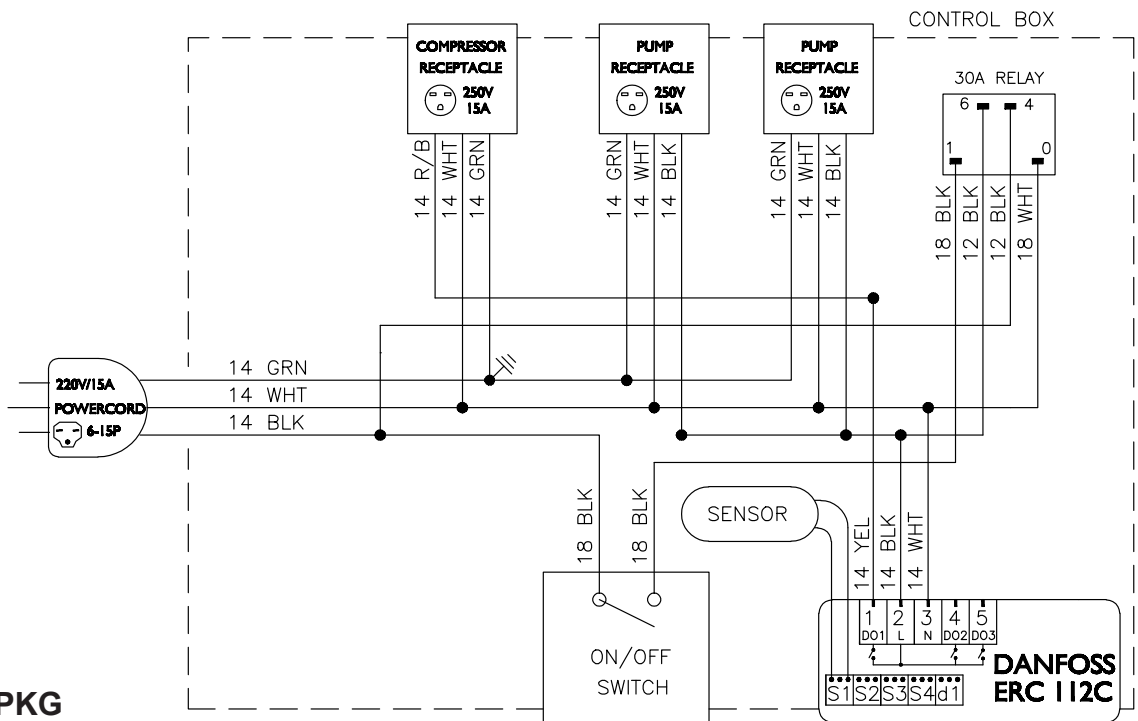 CONTROL BOX
COMPRESSOR
RECEPTACLE
250V
15A
PUMP
RECEPTACLE
250V
15A
PUMP
RECEPTACLE
250V
15A
30A RELAY
6 4
1 0
14 R/B
14 WHT
14 GRN
14 GRN
14 WHT
14 BLK
14 GRN
14 WHT
14 BLK
18 BLK
12 BLK
12 BLK
18 WHT
220V/15A
POWERCORD
6-15P
14 GRN
14 WHT
14 BLK
18 BLK
18 BLK
SENSOR
14 YEL
14 BLK
14 WHT
ON/OFF
SWITCH
1 2 3 4 5
DO1 L N DO2 DO3
S1 S2 S3 S4 d1
DANFOSS
ERC 112C
PKG